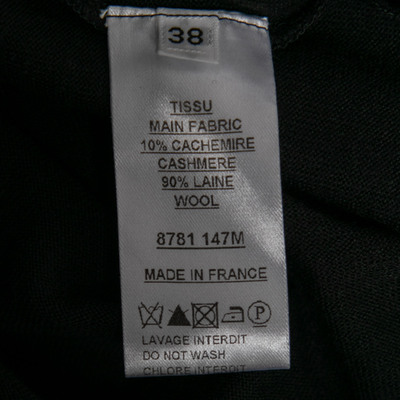 38
TISSU
MAIN FABRIC
10% CACHEMIRE
CASHMERE
90% LAINE
WOOL
8781 147M
MADE IN FRANCE
P
LAVAGE INTERDIT
DO NOT WASH
CHLORE INTERDIT